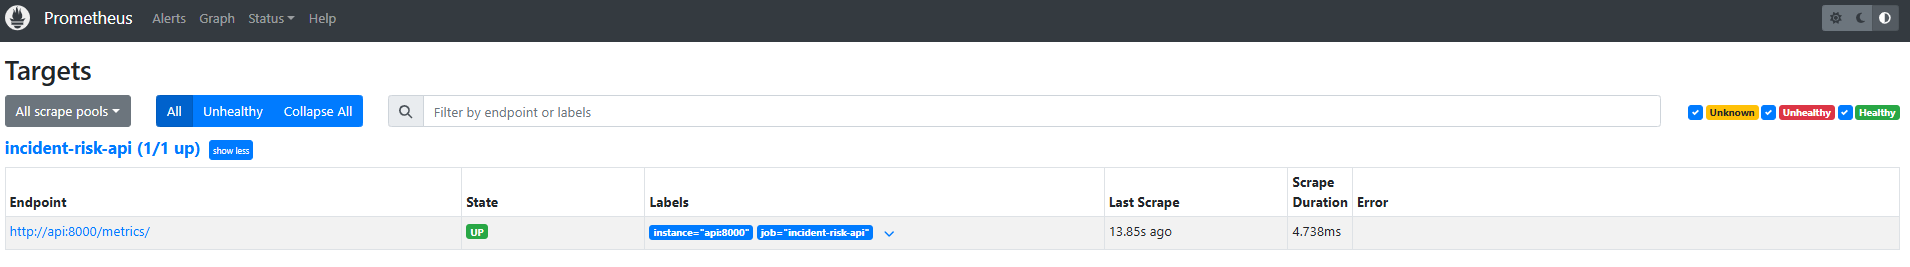 Prometheus Alerts Graph Status Help
Targets
All scrape pools All Unhealthy Collapse All Filter by endpoint or labels Unknown Unhealthy Healthy
incident-risk-api (1/1 up) show less
Endpoint State Labels Last Scrape Scrape Duration Error
http://api:8000/metrics/ UP instance="api:8000" job="incident-risk-api" 13.85s ago 4.738ms